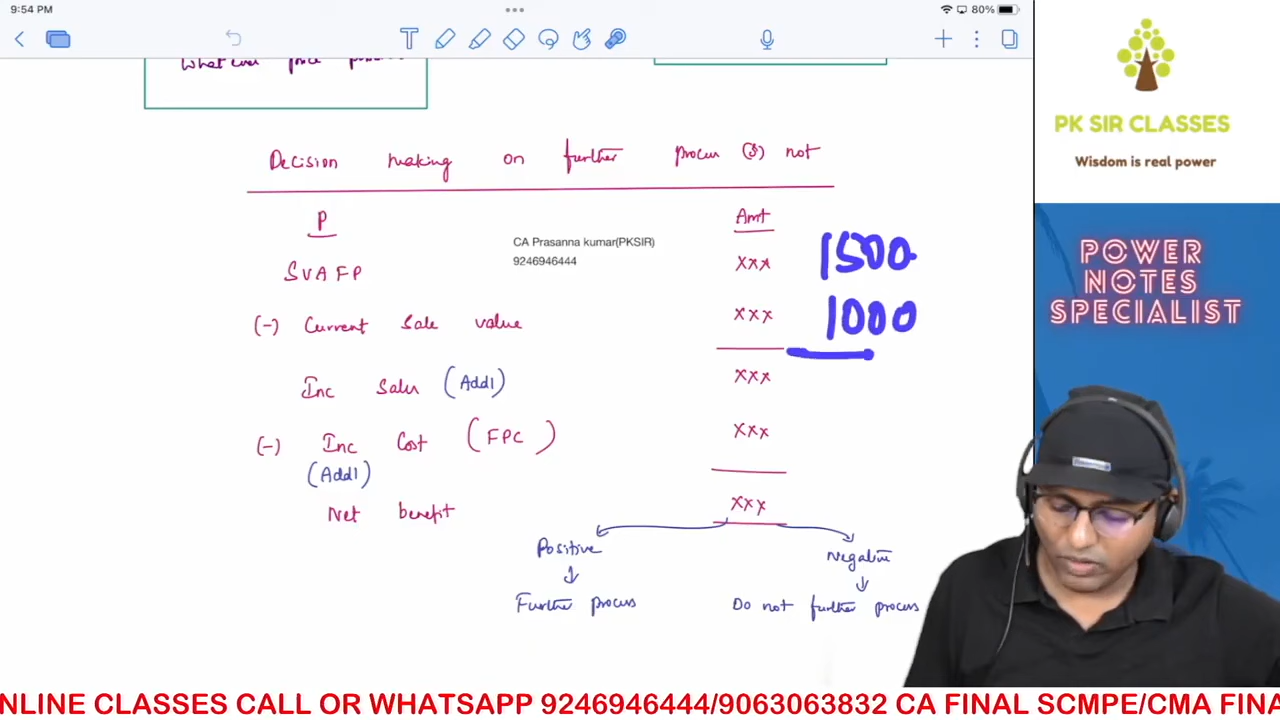 9:54 PM
80%
What ever price
PK SIR CLASSES
Wisdom is real power
Decision making on further process (or) not
P Amt
CA Prasanna kumar(PKSIR)
9246946444
SVAFP xxx 1500
(-) Current Sale value xxx 1000
Inc Sales (Addl) xxx
(-) Inc Cost (FPC) xxx
(Addl)
Net benefit xxx
Positive Negative
Further process Do not further process
POWER
NOTES
SPECIALIST
NLINE CLASSES CALL OR WHATSAPP 9246946444/9063063832 CA FINAL SCMPE/CMA FINA